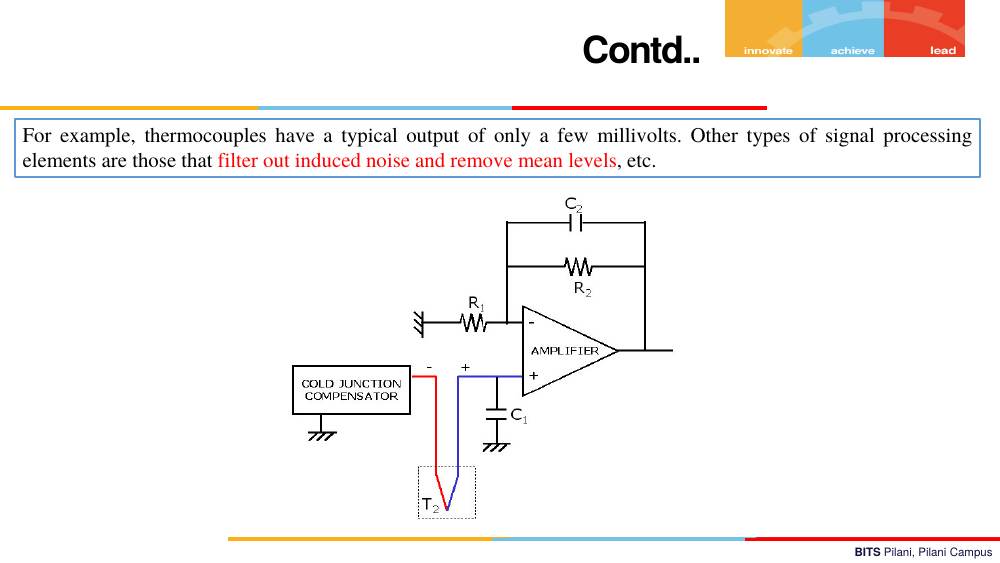 Contd..
innovate achieve lead
For example, thermocouples have a typical output of only a few millivolts. Other types of signal processing
elements are those that filter out induced noise and remove mean levels, etc.
C2
R2
R1
-
AMPLIFIER
- +
+
COLD JUNCTION
COMPENSATOR
C1
T2
BITS Pilani, Pilani Campus